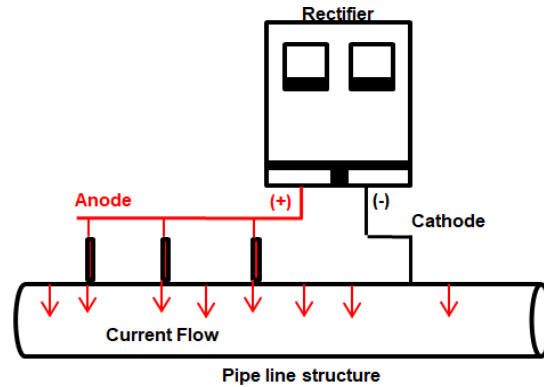 Rectifier
Anode
(+)
(-)
Cathode
Current Flow
Pipe line structure